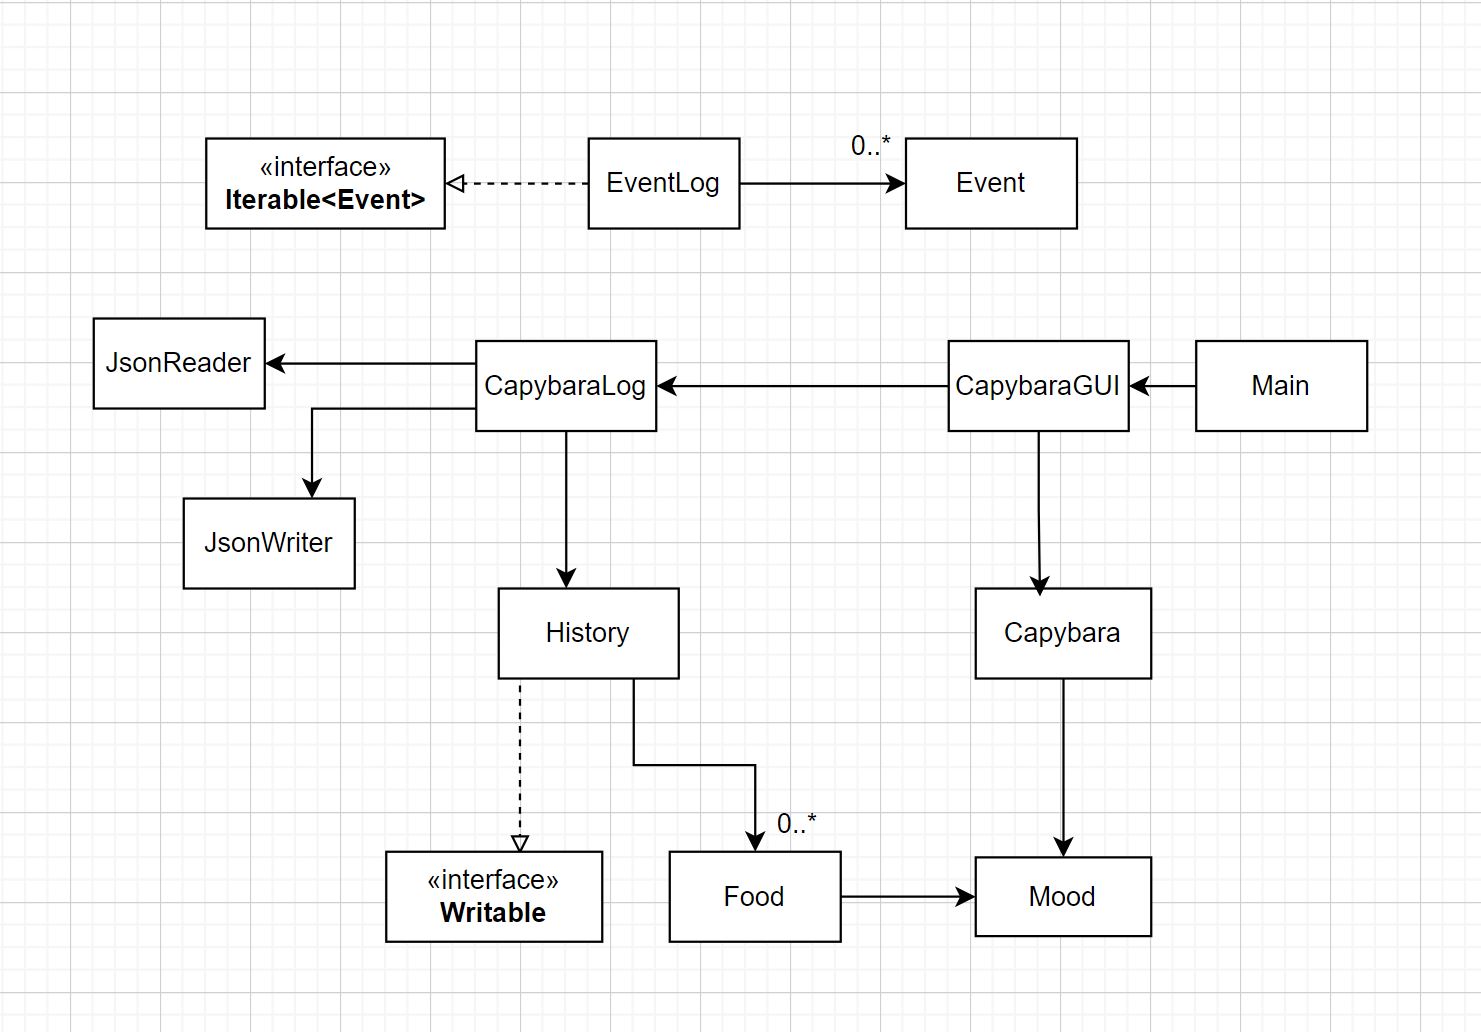 «interface»
Iterable<Event>
EventLog
0..*
Event
JsonReader
CapybaraLog
CapybaraGUI
Main
JsonWriter
History
Capybara
0..*
«interface»
Writable
Food
Mood